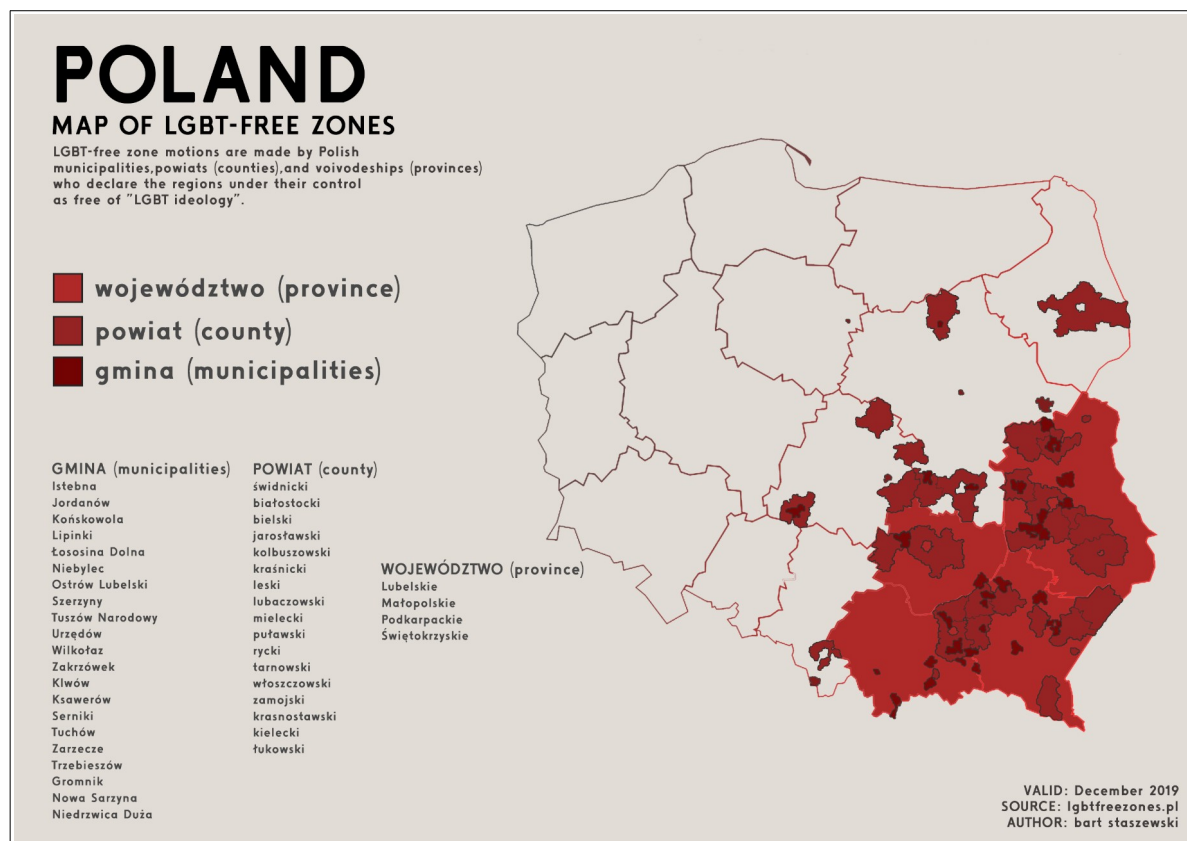 POLAND
MAP OF LGBT-FREE ZONES
LGBT-free zone motions are made by Polish
municipalities,powiats (counties),and voivodeships (provinces)
who declare the regions under their control
as free of "LGBT ideology".
województwo (province)
powiat (county)
gmina (municipalities)
GMINA (municipalities)
Istebna
Jordanów
Końskowola
Lipinki
Łososina Dolna
Niebylec
Ostrów Lubelski
Szerzyny
Tuszów Narodowy
Urzędów
Wilkołaz
Zakrzówek
Klwów
Ksawerów
Serniki
Tuchów
Zarzecze
Trzebieszów
Gromnik
Nowa Sarzyna
Niedrzwica Duża
POWIAT (county)
świdnicki
białostocki
bielski
jarosławski
kolbuszowski
kraśnicki
leski
lubaczowski
mielecki
puławski
rycki
tarnowski
włoszczowski
zamojski
krasnostawski
kielecki
łukowski
WOJEWÓDZTWO (province)
Lubelskie
Małopolskie
Podkarpackie
Świętokrzyskie
VALID: December 2019
SOURCE: lgbtfreezones.pl
AUTHOR: bart staszewski